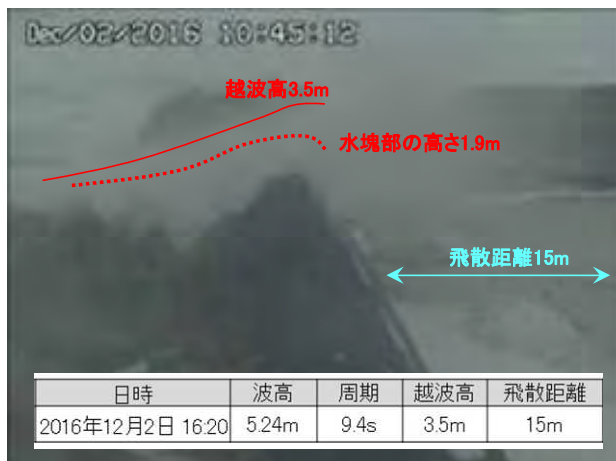 Dec/02/2016 10:45:12
越波高3.5m
水塊部の高さ1.9m
飛散距離15m
日時 波高 周期 越波高 飛散距離
2016年12月2日 16:20 5.24m 9.4s 3.5m 15m